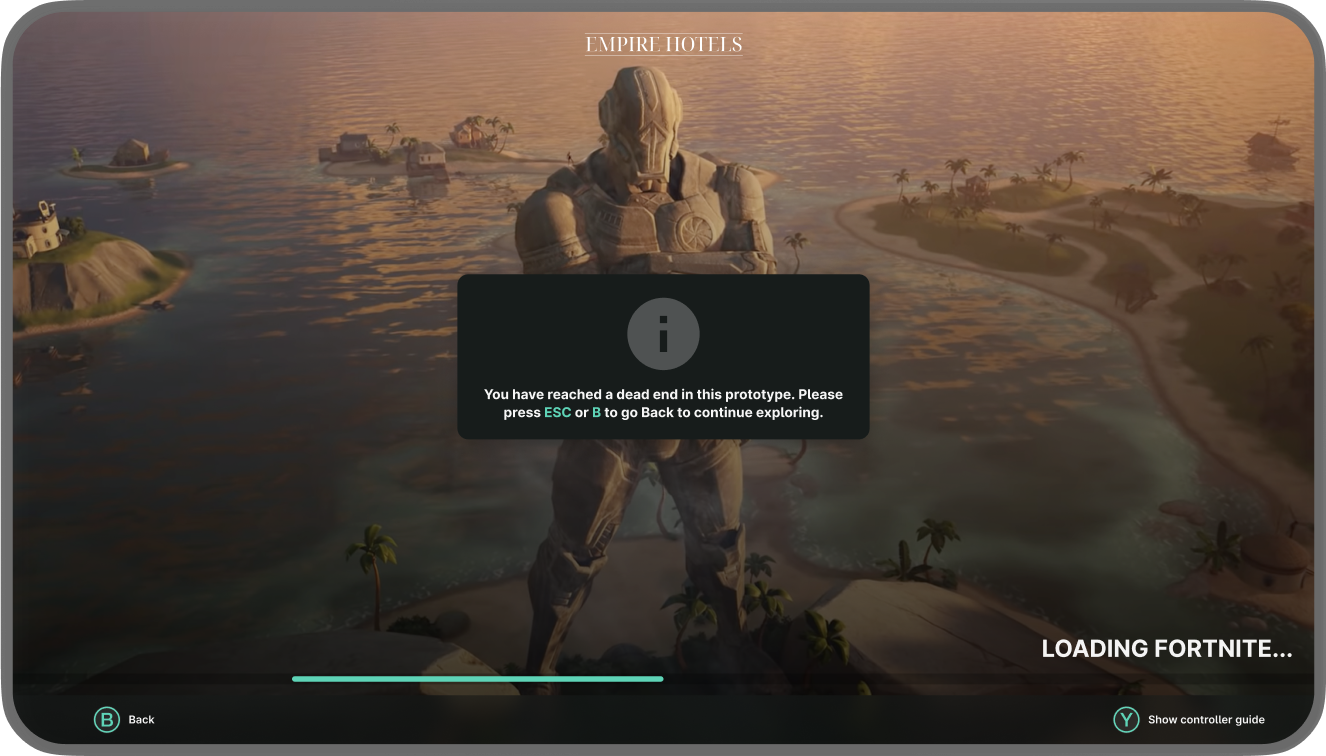 EMPIRE HOTELS
You have reached a dead end in this prototype. Please
press ESC or B to go Back to continue exploring.
LOADING FORTNITE...
B Back
Y Show controller guide